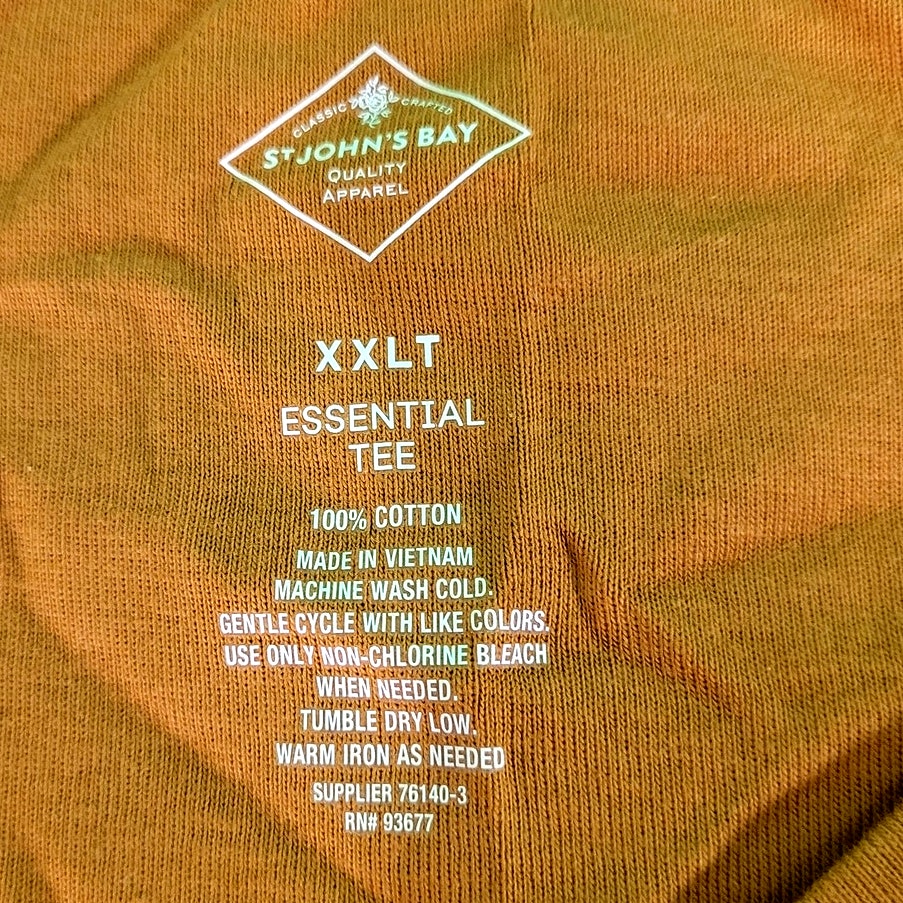 CLASSIC CRAFTED
ST JOHN'S BAY
QUALITY
APPAREL
XXLT
ESSENTIAL
TEE
100% COTTON
MADE IN VIETNAM
MACHINE WASH COLD.
GENTLE CYCLE WITH LIKE COLORS.
USE ONLY NON-CHLORINE BLEACH
WHEN NEEDED.
TUMBLE DRY LOW.
WARM IRON AS NEEDED
SUPPLIER 76140-3
RN# 93677